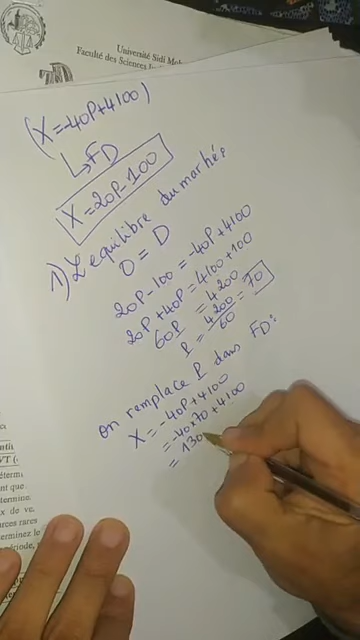 Université Sidi Moh
Faculté des Sciences
(X = -40P + 4100)
↳ FD
X = 20P - 100
1) L'equilibre du marhés
O = D
20P - 100 = -40P + 4100
20P + 40P = 4100 + 100
60P = 4200
P = 4200/60 = 70
on remplace P dans FD:
X = -40P + 4100
= -40 x 70 + 4100
= 130